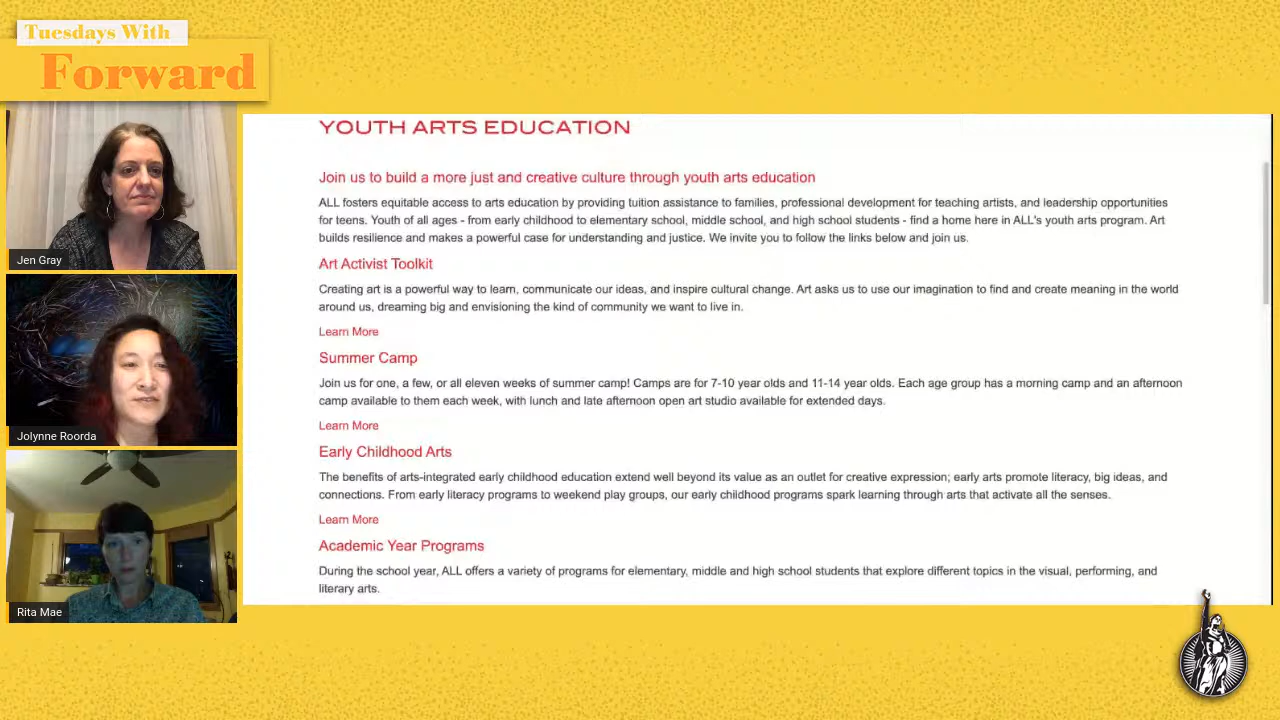 Tuesdays With
Forward
Jen Gray
Jolynne Roorda
Rita Mae
YOUTH ARTS EDUCATION
Join us to build a more just and creative culture through youth arts education
ALL fosters equitable access to arts education by providing tuition assistance to families, professional development for teaching artists, and leadership opportunities
for teens. Youth of all ages - from early childhood to elementary school, middle school, and high school students - find a home here in ALL's youth arts program. Art
builds resilience and makes a powerful case for understanding and justice. We invite you to follow the links below and join us.
Art Activist Toolkit
Creating art is a powerful way to learn, communicate our ideas, and inspire cultural change. Art asks us to use our imagination to find and create meaning in the world
around us, dreaming big and envisioning the kind of community we want to live in.
Learn More
Summer Camp
Join us for one, a few, or all eleven weeks of summer camp! Camps are for 7-10 year olds and 11-14 year olds. Each age group has a morning camp and an afternoon
camp available to them each week, with lunch and late afternoon open art studio available for extended days.
Learn More
Early Childhood Arts
The benefits of arts-integrated early childhood education extend well beyond its value as an outlet for creative expression; early arts promote literacy, big ideas, and
connections. From early literacy programs to weekend play groups, our early childhood programs spark learning through arts that activate all the senses.
Learn More
Academic Year Programs
During the school year, ALL offers a variety of programs for elementary, middle and high school students that explore different topics in the visual, performing, and
literary arts.